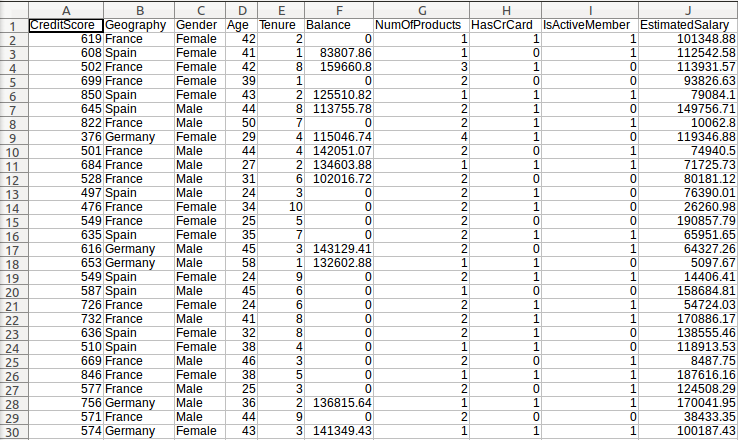 A B C D E F G H I J
1 CreditScore Geography Gender Age Tenure Balance NumOfProducts HasCrCard IsActiveMember EstimatedSalary
2 619 France Female 42 2 0 1 1 1 101348.88
3 608 Spain Female 41 1 83807.86 1 0 1 112542.58
4 502 France Female 42 8 159660.8 3 1 0 113931.57
5 699 France Female 39 1 0 2 0 0 93826.63
6 850 Spain Female 43 2 125510.82 1 1 1 79084.1
7 645 Spain Male 44 8 113755.78 2 1 0 149756.71
8 822 France Male 50 7 0 2 1 1 10062.8
9 376 Germany Female 29 4 115046.74 4 1 0 119346.88
10 501 France Male 44 4 142051.07 2 0 1 74940.5
11 684 France Male 27 2 134603.88 1 1 1 71725.73
12 528 France Male 31 6 102016.72 2 0 0 80181.12
13 497 Spain Male 24 3 0 2 1 0 76390.01
14 476 France Female 34 10 0 2 1 0 26260.98
15 549 France Female 25 5 0 2 0 0 190857.79
16 635 Spain Female 35 7 0 2 1 1 65951.65
17 616 Germany Male 45 3 143129.41 2 0 1 64327.26
18 653 Germany Male 58 1 132602.88 1 1 0 5097.67
19 549 Spain Female 24 9 0 2 1 1 14406.41
20 587 Spain Male 45 6 0 1 0 0 158684.81
21 726 France Female 24 6 0 2 1 1 54724.03
22 732 France Male 41 8 0 2 1 1 170886.17
23 636 Spain Female 32 8 0 2 1 0 138555.46
24 510 Spain Female 38 4 0 1 1 0 118913.53
25 669 France Male 46 3 0 2 0 1 8487.75
26 846 France Female 38 5 0 1 1 1 187616.16
27 577 France Male 25 3 0 2 0 1 124508.29
28 756 Germany Male 36 2 136815.64 1 1 1 170041.95
29 571 France Male 44 9 0 2 0 0 38433.35
30 574 Germany Female 43 3 141349.43 1 1 1 100187.43